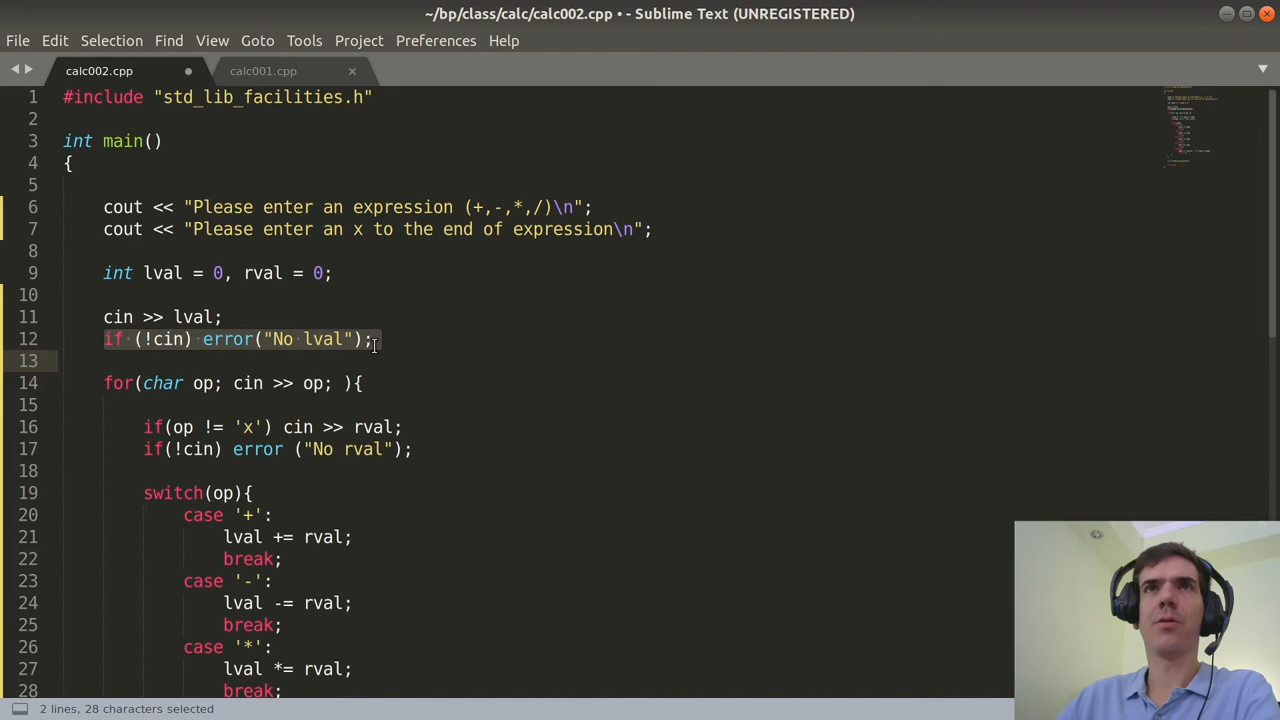 ~/bp/class/calc/calc002.cpp • - Sublime Text (UNREGISTERED)
File Edit Selection Find View Goto Tools Project Preferences Help
calc002.cpp calc001.cpp
1 #include "std_lib_facilities.h"
2
3 int main()
4 {
5
6 cout << "Please enter an expression (+,-,*,/)\n";
7 cout << "Please enter an x to the end of expression\n";
8
9 int lval = 0, rval = 0;
10
11 cin >> lval;
12 if (!cin) error("No lval");
13
14 for(char op; cin >> op; ){
15
16 if(op != 'x') cin >> rval;
17 if(!cin) error ("No rval");
18
19 switch(op){
20 case '+':
21 lval += rval;
22 break;
23 case '-':
24 lval -= rval;
25 break;
26 case '*':
27 lval *= rval;
28 break;
2 lines, 28 characters selected